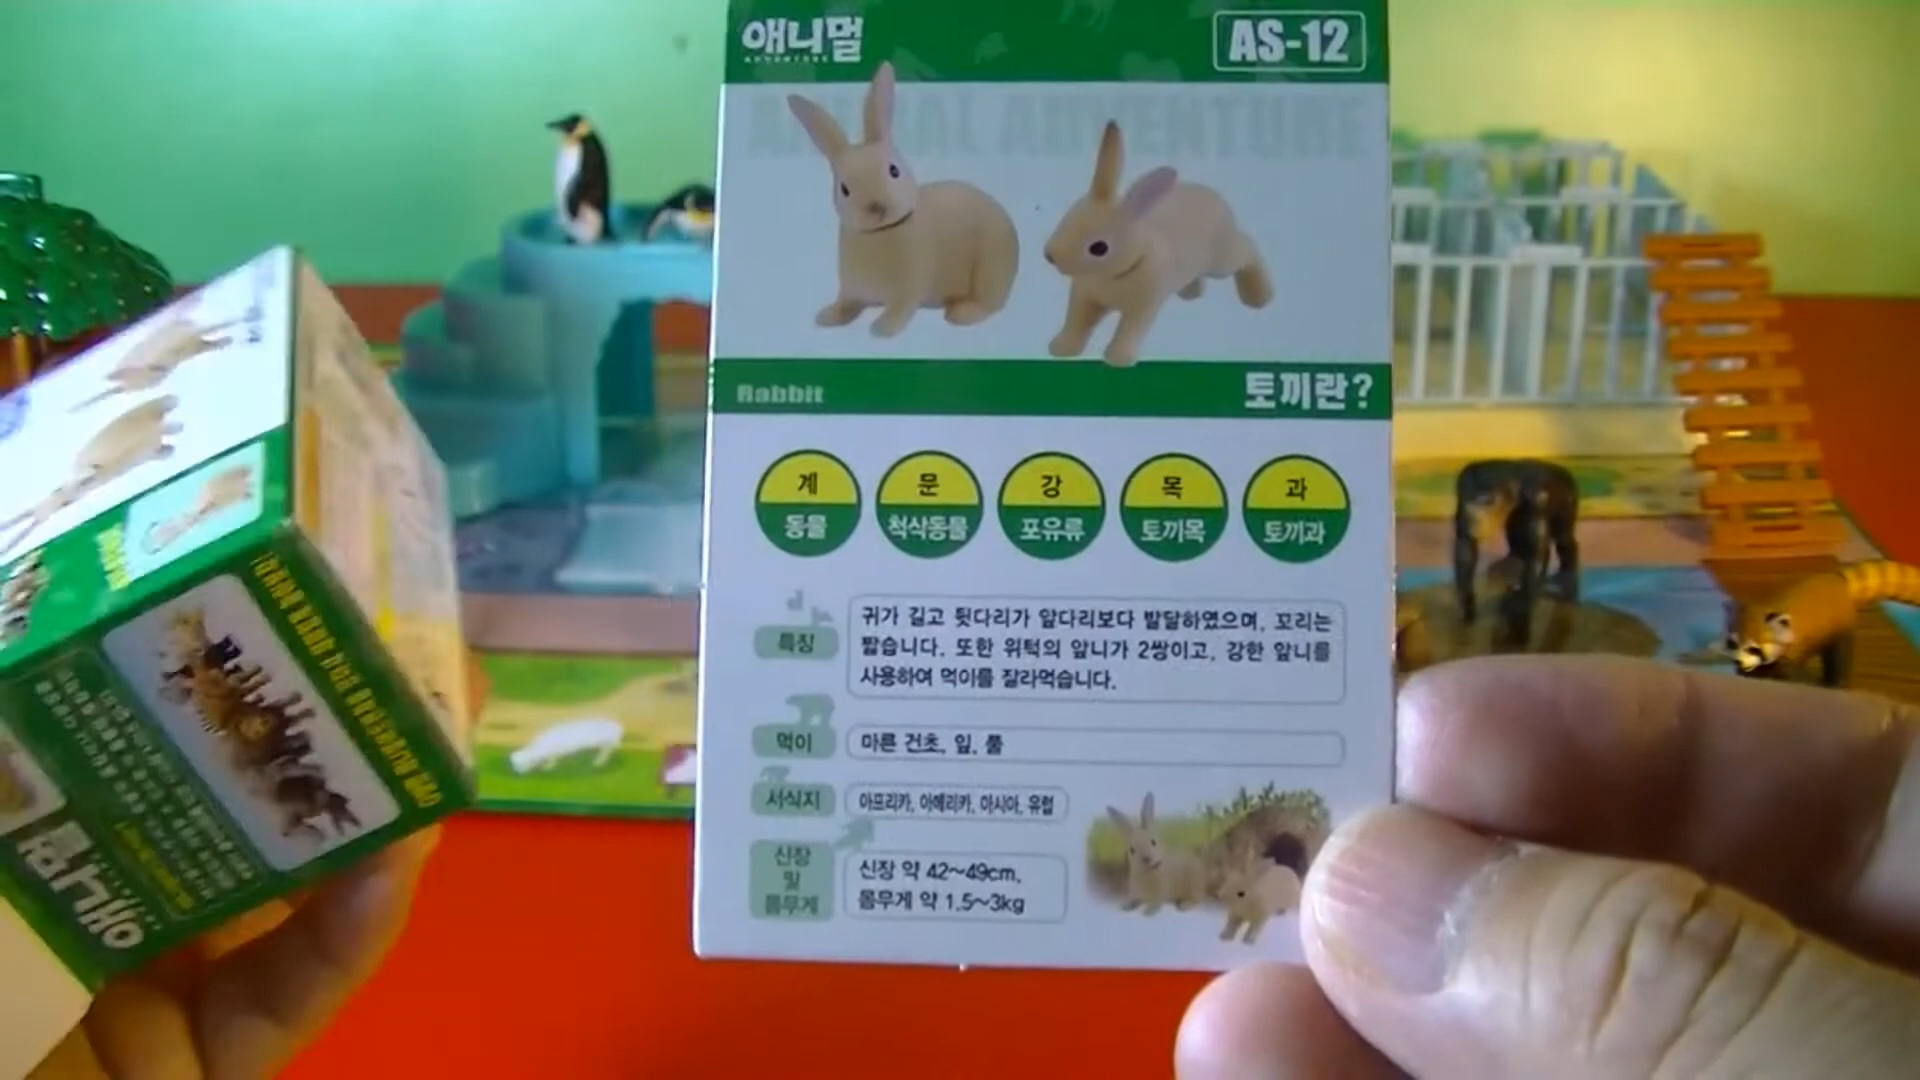 애니멀
ADVENTURE
AS-12
ANIMAL ADVENTURE
Rabbit
토끼란?
계 문 강 목 과
동물 척삭동물 포유류 토끼목 토끼과
특징
귀가 길고 뒷다리가 앞다리보다 발달하였으며, 꼬리는
짧습니다. 또한 위턱의 앞니가 2쌍이고, 강한 앞니를
사용하여 먹이를 잘라먹습니다.
먹이
마른 건초, 잎, 풀
서식지
아프리카, 아메리카, 아시아, 유럽
신장
및
몸무게
신장 약 42~49cm,
몸무게 약 1.5~3kg
애니멀